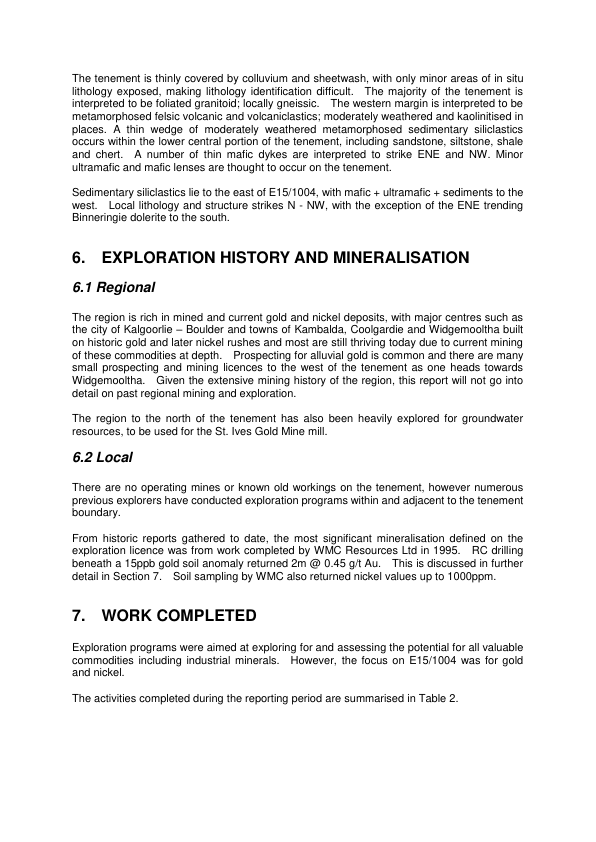 The tenement is thinly covered by colluvium and sheetwash, with only minor areas of in situ
lithology exposed, making lithology identification difficult. The majority of the tenement is
interpreted to be foliated granitoid; locally gneissic. The western margin is interpreted to be
metamorphosed felsic volcanic and volcaniclastics; moderately weathered and kaolinitised in
places. A thin wedge of moderately weathered metamorphosed sedimentary siliclastics
occurs within the lower central portion of the tenement, including sandstone, siltstone, shale
and chert. A number of thin mafic dykes are interpreted to strike ENE and NW. Minor
ultramafic and mafic lenses are thought to occur on the tenement.
Sedimentary siliclastics lie to the east of E15/1004, with mafic + ultramafic + sediments to the
west. Local lithology and structure strikes N - NW, with the exception of the ENE trending
Binneringie dolerite to the south.
6. EXPLORATION HISTORY AND MINERALISATION
6.1 Regional
The region is rich in mined and current gold and nickel deposits, with major centres such as
the city of Kalgoorlie – Boulder and towns of Kambalda, Coolgardie and Widgemooltha built
on historic gold and later nickel rushes and most are still thriving today due to current mining
of these commodities at depth. Prospecting for alluvial gold is common and there are many
small prospecting and mining licences to the west of the tenement as one heads towards
Widgemooltha. Given the extensive mining history of the region, this report will not go into
detail on past regional mining and exploration.
The region to the north of the tenement has also been heavily explored for groundwater
resources, to be used for the St. Ives Gold Mine mill.
6.2 Local
There are no operating mines or known old workings on the tenement, however numerous
previous explorers have conducted exploration programs within and adjacent to the tenement
boundary.
From historic reports gathered to date, the most significant mineralisation defined on the
exploration licence was from work completed by WMC Resources Ltd in 1995. RC drilling
beneath a 15ppb gold soil anomaly returned 2m @ 0.45 g/t Au. This is discussed in further
detail in Section 7. Soil sampling by WMC also returned nickel values up to 1000ppm.
7. WORK COMPLETED
Exploration programs were aimed at exploring for and assessing the potential for all valuable
commodities including industrial minerals. However, the focus on E15/1004 was for gold
and nickel.
The activities completed during the reporting period are summarised in Table 2.